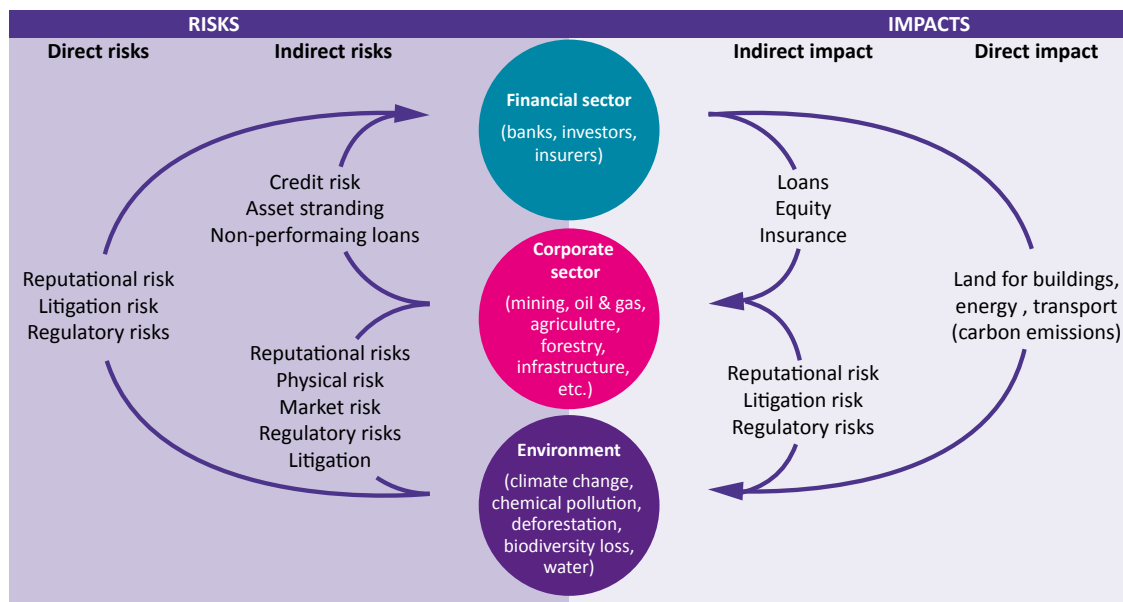 RISKS
IMPACTS
Direct risks
Indirect risks
Indirect impact
Direct impact
Financial sector
(banks, investors,
insurers)
Credit risk
Asset stranding
Non-performaing loans
Loans
Equity
Insurance
Reputational risk
Litigation risk
Regulatory risks
Corporate
sector
(mining, oil & gas,
agriculutre,
forestry,
infrastructure,
etc.)
Land for buildings,
energy , transport
(carbon emissions)
Reputational risks
Physical risk
Market risk
Regulatory risks
Litigation
Reputational risk
Litigation risk
Regulatory risks
Environment
(climate change,
chemical pollution,
deforestation,
biodiversity loss,
water)